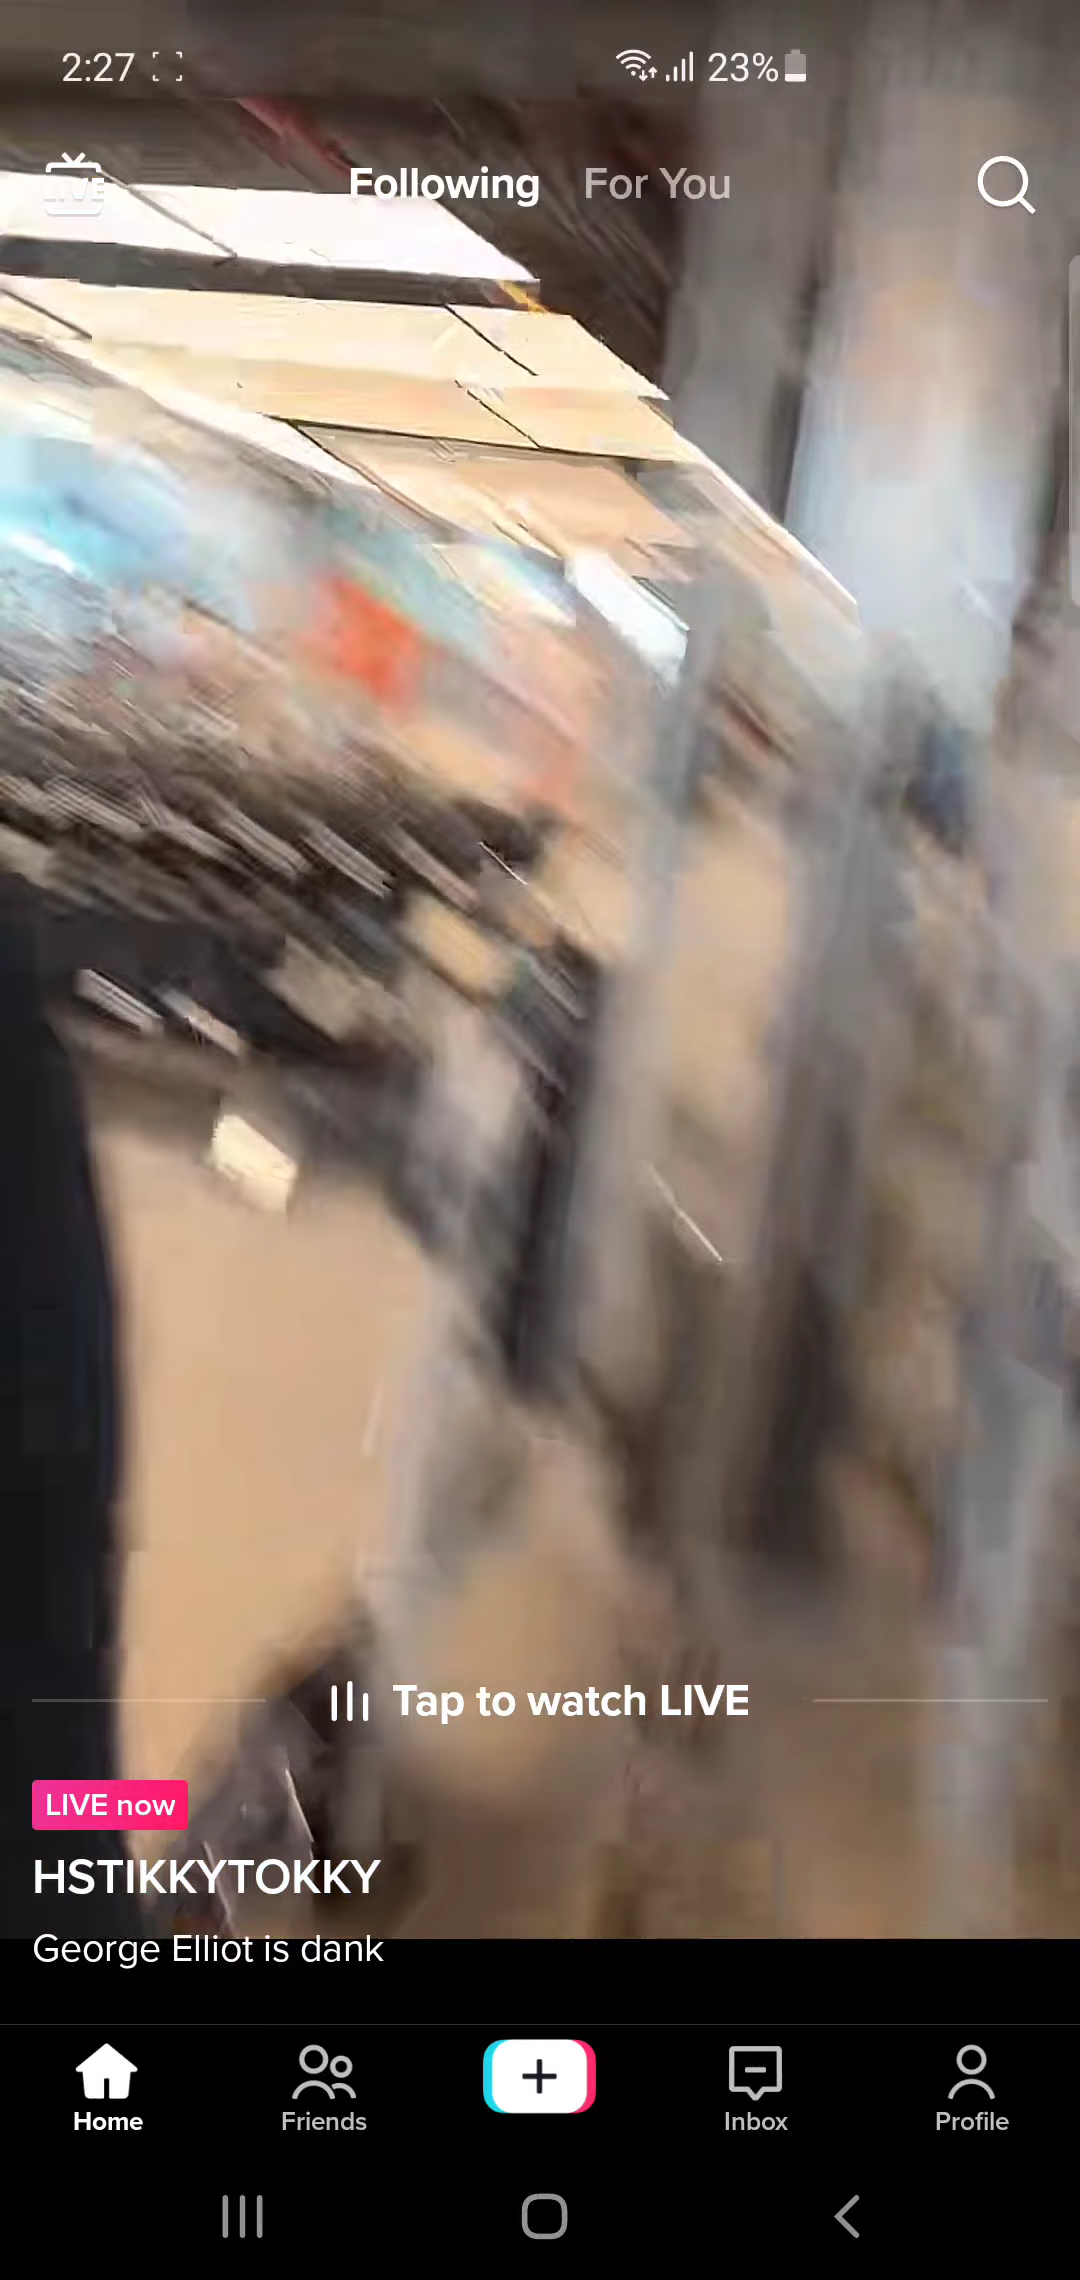 2:27 23%
LIVE Following For You
Tap to watch LIVE
LIVE now
HSTIKKYTOKKY
George Elliot is dank
Home Friends Inbox Profile